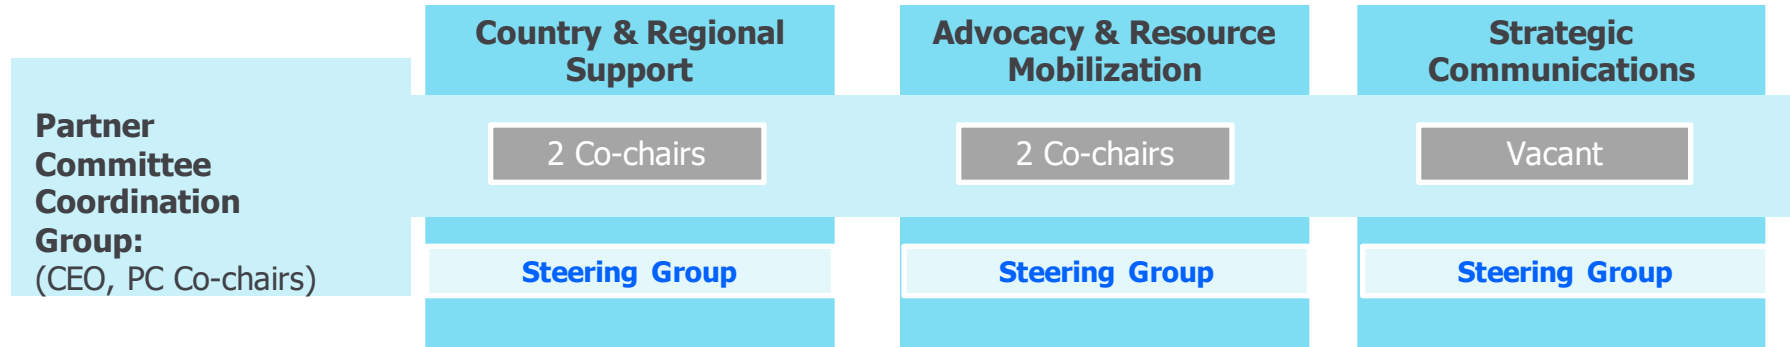 Country & Regional
Support
Advocacy & Resource
Mobilization
Strategic
Communications
Partner
Committee
Coordination
Group:
(CEO, PC Co-chairs)
2 Co-chairs
2 Co-chairs
Vacant
Steering Group
Steering Group
Steering Group